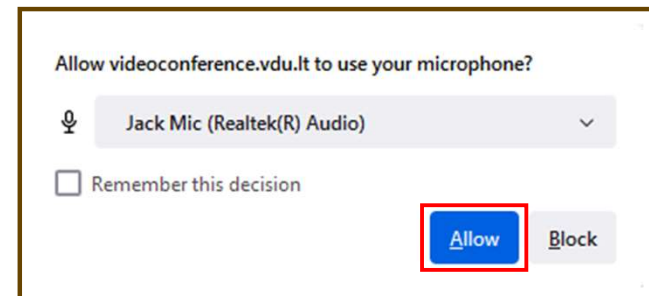 Allow videoconference.vdu.lt to use your microphone?
Jack Mic (Realtek(R) Audio)
Remember this decision
Allow Block